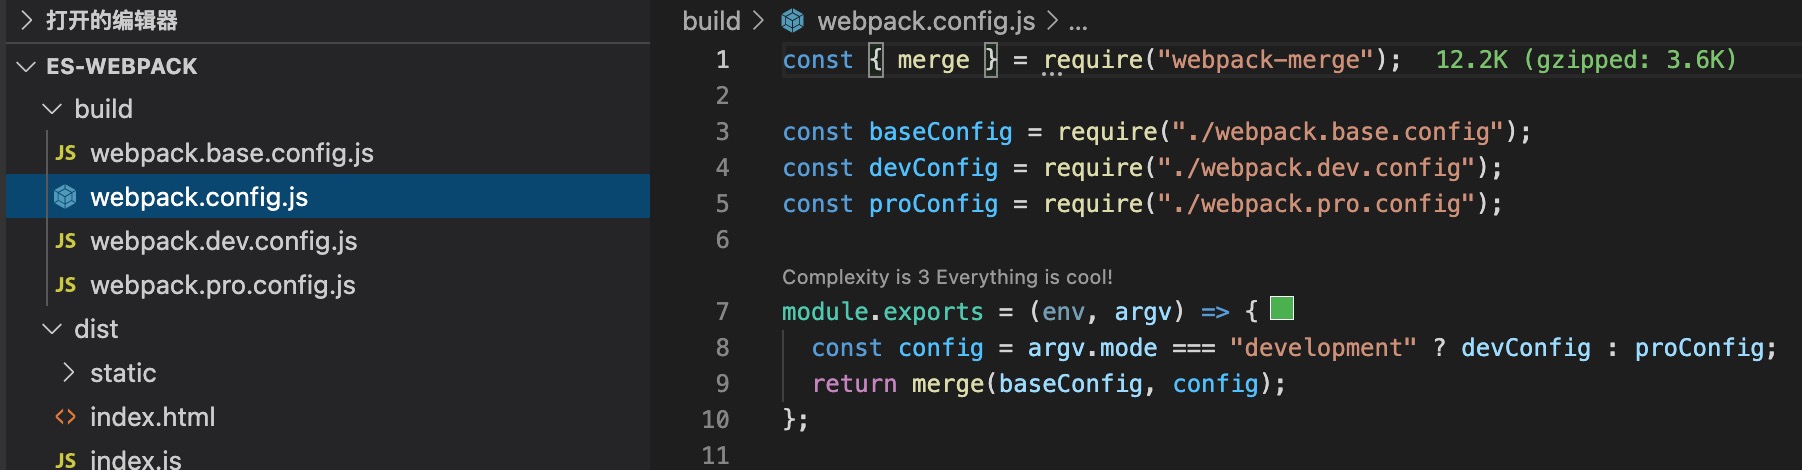 打开的编辑器
ES-WEBPACK
build
JS webpack.base.config.js
webpack.config.js
JS webpack.dev.config.js
JS webpack.pro.config.js
dist
static
<> index.html
JS index.js
build > webpack.config.js > ...
1 const { merge } = require("webpack-merge"); 12.2K (gzipped: 3.6K)
2
3 const baseConfig = require("./webpack.base.config");
4 const devConfig = require("./webpack.dev.config");
5 const proConfig = require("./webpack.pro.config");
6
Complexity is 3 Everything is cool!
7 module.exports = (env, argv) => {
8 const config = argv.mode === "development" ? devConfig : proConfig;
9 return merge(baseConfig, config);
10 };
11